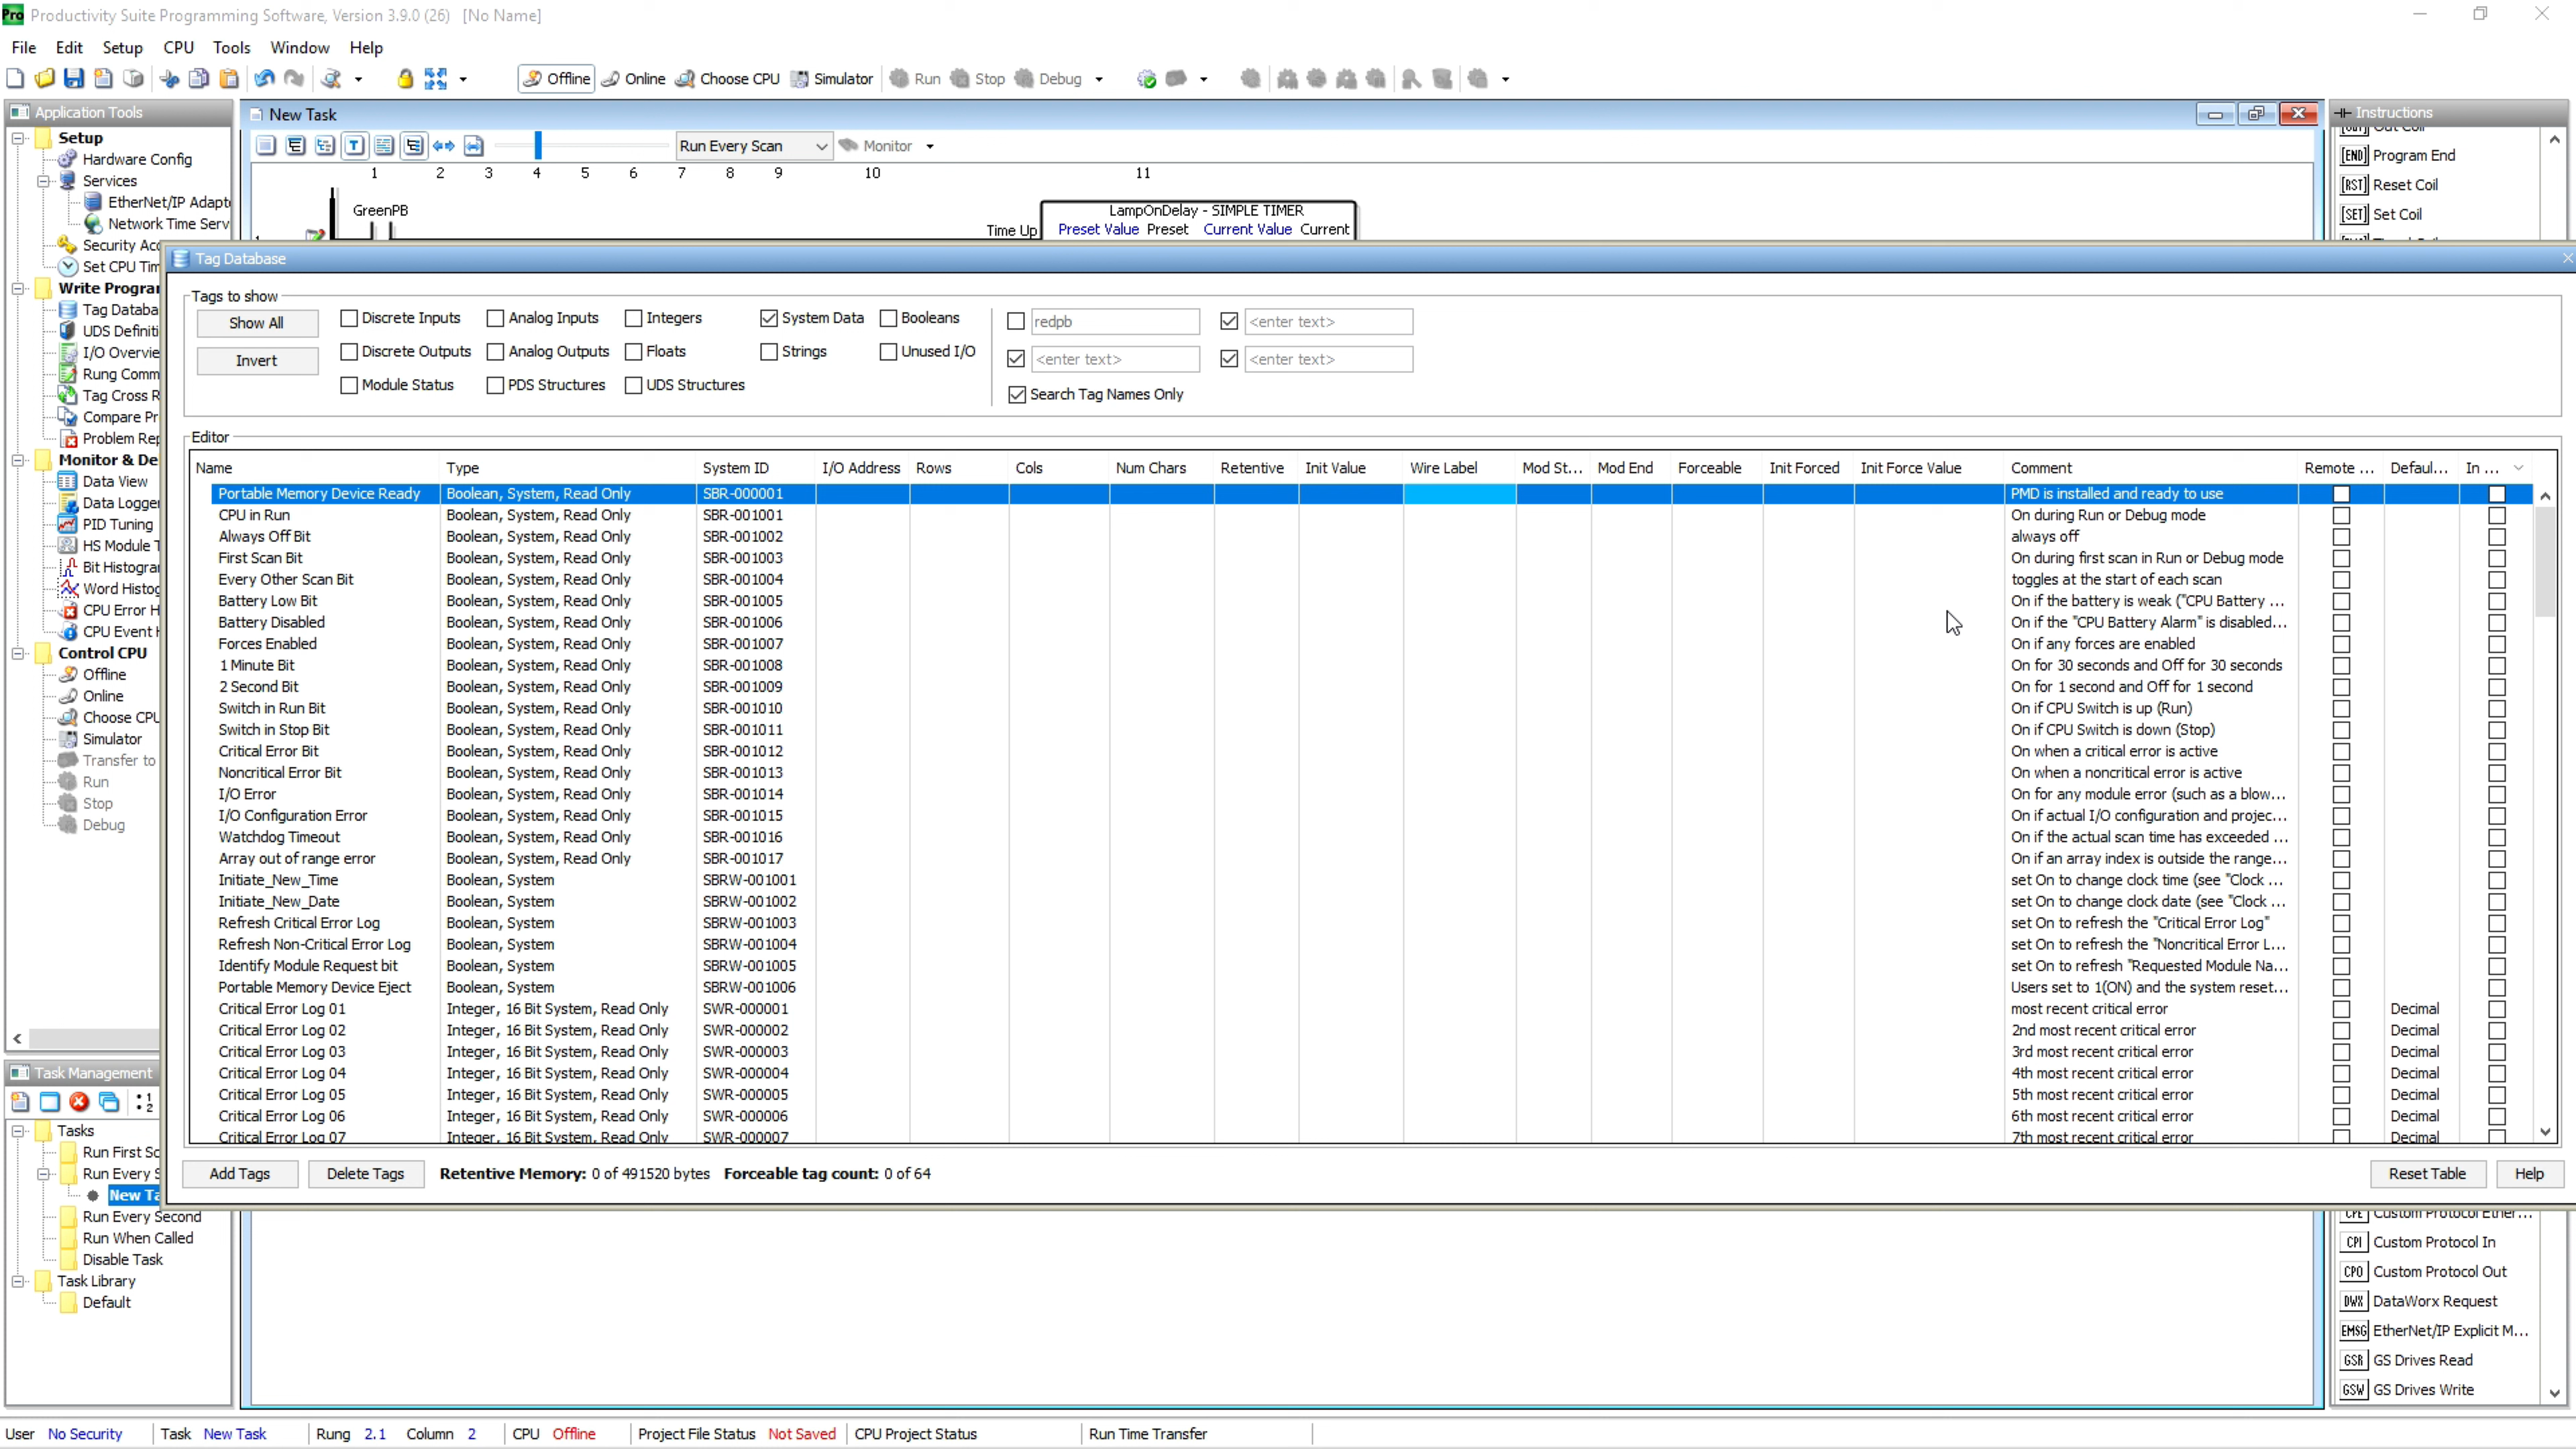 Pro Productivity Suite Programming Software, Version 3.9.0 (26) [No Name]
File Edit Setup CPU Tools Window Help
Offline Online Choose CPU Simulator Run Stop Debug
Application Tools
Setup
Hardware Config
Services
EtherNet/IP Adapt
Network Time Serv
Security Acc
Set CPU Tim
Write Progra
Tag Databa
UDS Definiti
I/O Overvie
Rung Comm
Tag Cross R
Compare Pr
Problem Rep
Monitor & De
Data View
Data Logge
PID Tuning
HS Module T
Bit Histogra
Word Histog
CPU Error H
CPU Event H
Control CPU
Offline
Online
Choose CPU
Simulator
Transfer to
Run
Stop
Debug
Task Management
Tasks
Run First Sc
Run Every S
New Ta
Run Every Second
Run When Called
Disable Task
Task Library
Default
New Task
Run Every Scan Monitor
1 2 3 4 5 6 7 8 9 10 11
GreenPB
LampOnDelay - SIMPLE TIMER
Time Up Preset Value Preset Current Value Current
Instructions
Out Coil
[END] Program End
[RST] Reset Coil
[SET] Set Coil
Tag Database
Tags to show
Show All Discrete Inputs Analog Inputs Integers System Data Booleans redpb <enter text>
Invert Discrete Outputs Analog Outputs Floats Strings Unused I/O <enter text> <enter text>
Module Status PDS Structures UDS Structures Search Tag Names Only
Editor
Name Type System ID I/O Address Rows Cols Num Chars Retentive Init Value Wire Label Mod St... Mod End Forceable Init Forced Init Force Value Comment Remote ... Defaul... In ...
Portable Memory Device Ready Boolean, System, Read Only SBR-000001 PMD is installed and ready to use
CPU in Run Boolean, System, Read Only SBR-001001 On during Run or Debug mode
Always Off Bit Boolean, System, Read Only SBR-001002 always off
First Scan Bit Boolean, System, Read Only SBR-001003 On during first scan in Run or Debug mode
Every Other Scan Bit Boolean, System, Read Only SBR-001004 toggles at the start of each scan
Battery Low Bit Boolean, System, Read Only SBR-001005 On if the battery is weak ("CPU Battery ...
Battery Disabled Boolean, System, Read Only SBR-001006 On if the "CPU Battery Alarm" is disabled...
Forces Enabled Boolean, System, Read Only SBR-001007 On if any forces are enabled
1 Minute Bit Boolean, System, Read Only SBR-001008 On for 30 seconds and Off for 30 seconds
2 Second Bit Boolean, System, Read Only SBR-001009 On for 1 second and Off for 1 second
Switch in Run Bit Boolean, System, Read Only SBR-001010 On if CPU Switch is up (Run)
Switch in Stop Bit Boolean, System, Read Only SBR-001011 On if CPU Switch is down (Stop)
Critical Error Bit Boolean, System, Read Only SBR-001012 On when a critical error is active
Noncritical Error Bit Boolean, System, Read Only SBR-001013 On when a noncritical error is active
I/O Error Boolean, System, Read Only SBR-001014 On for any module error (such as a blow...
I/O Configuration Error Boolean, System, Read Only SBR-001015 On if actual I/O configuration and projec...
Watchdog Timeout Boolean, System, Read Only SBR-001016 On if the actual scan time has exceeded ...
Array out of range error Boolean, System, Read Only SBR-001017 On if an array index is outside the range...
Initiate_New_Time Boolean, System SBRW-001001 set On to change clock time (see "Clock ...
Initiate_New_Date Boolean, System SBRW-001002 set On to change clock date (see "Clock ...
Refresh Critical Error Log Boolean, System SBRW-001003 set On to refresh the "Critical Error Log"
Refresh Non-Critical Error Log Boolean, System SBRW-001004 set On to refresh the "Noncritical Error L...
Identify Module Request bit Boolean, System SBRW-001005 set On to refresh "Requested Module Na...
Portable Memory Device Eject Boolean, System SBRW-001006 Users set to 1(ON) and the system reset...
Critical Error Log 01 Integer, 16 Bit System, Read Only SWR-000001 most recent critical error Decimal
Critical Error Log 02 Integer, 16 Bit System, Read Only SWR-000002 2nd most recent critical error Decimal
Critical Error Log 03 Integer, 16 Bit System, Read Only SWR-000003 3rd most recent critical error Decimal
Critical Error Log 04 Integer, 16 Bit System, Read Only SWR-000004 4th most recent critical error Decimal
Critical Error Log 05 Integer, 16 Bit System, Read Only SWR-000005 5th most recent critical error Decimal
Critical Error Log 06 Integer, 16 Bit System, Read Only SWR-000006 6th most recent critical error Decimal
Critical Error Log 07 Integer, 16 Bit System, Read Only SWR-000007 7th most recent critical error Decimal
Add Tags Delete Tags Retentive Memory: 0 of 491520 bytes Forceable tag count: 0 of 64 Reset Table Help
CPE Custom Protocol Ether...
CPI Custom Protocol In
CPO Custom Protocol Out
DWX DataWorx Request
EMSG EtherNet/IP Explicit M...
GSR GS Drives Read
GSW GS Drives Write
User No Security Task New Task Rung 2.1 Column 2 CPU Offline Project File Status Not Saved CPU Project Status Run Time Transfer